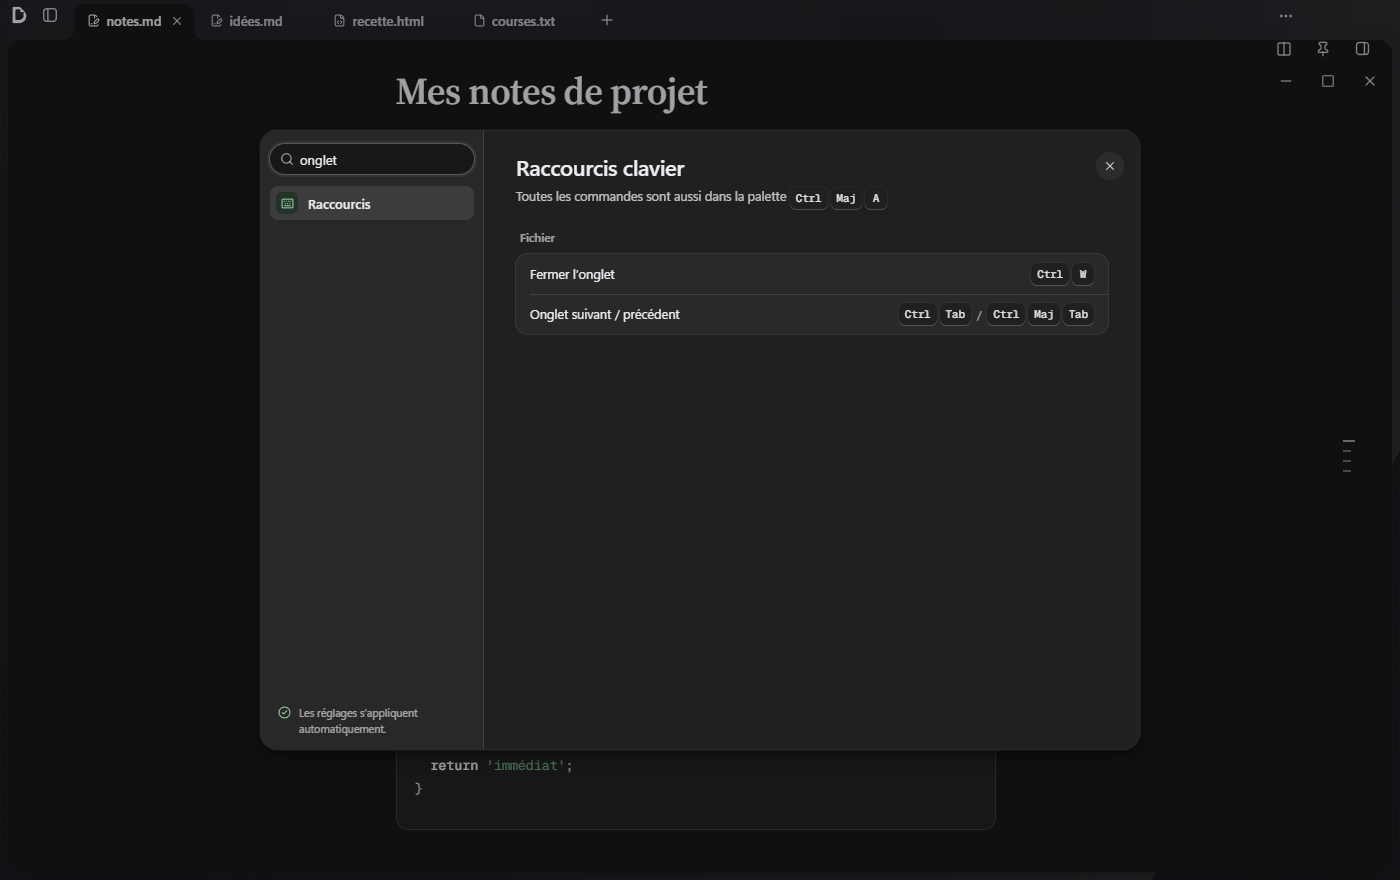 notes.md
idées.md
recette.html
courses.txt
Mes notes de projet
onglet
Raccourcis
Les réglages s'appliquent
automatiquement.
Raccourcis clavier
Toutes les commandes sont aussi dans la palette Ctrl Maj A
Fichier
Fermer l'onglet Ctrl W
Onglet suivant / précédent Ctrl Tab / Ctrl Maj Tab
return 'immédiat';
}